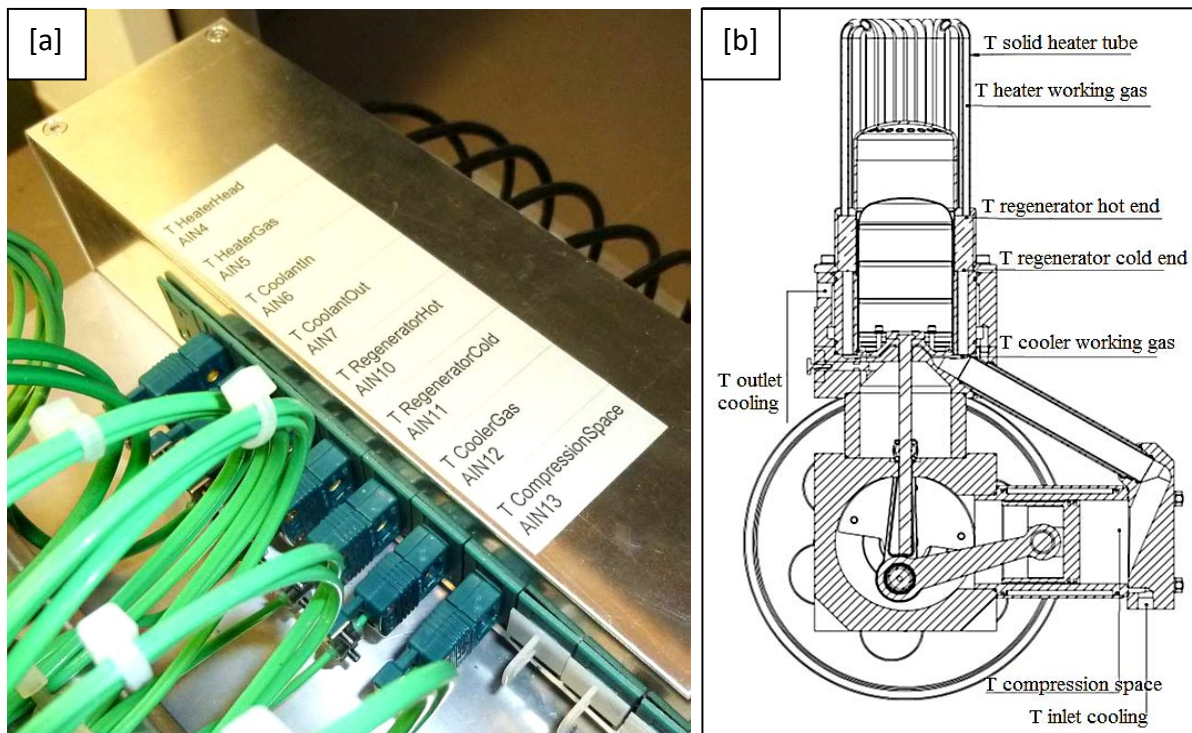 [a]
T HeaterHead
AIN4
T HeaterGas
AIN5
T CoolantIn
AIN6
T CoolantOut
AIN7
T RegeneratorHot
AIN10
T RegeneratorCold
AIN11
T CoolerGas
AIN12
T CompressionSpace
AIN13
[b]
T solid heater tube
T heater working gas
T regenerator hot end
T regenerator cold end
T cooler working gas
T outlet
cooling
T compression space
T inlet cooling